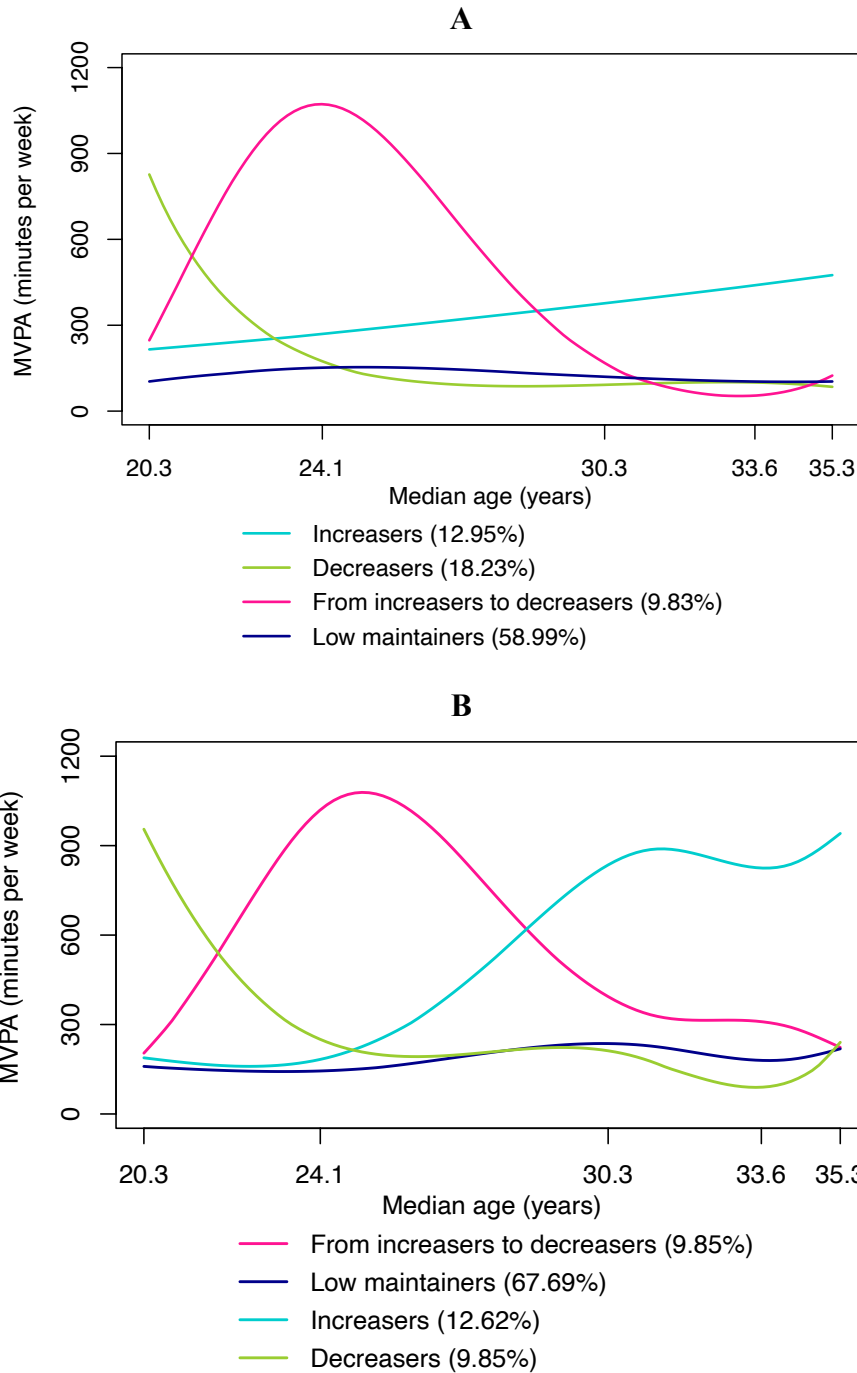 A
MVPA (minutes per week)
1200
900
600
300
0
20.3 24.1 30.3 33.6 35.3
Median age (years)
Increasers (12.95%)
Decreasers (18.23%)
From increasers to decreasers (9.83%)
Low maintainers (58.99%)
B
MVPA (minutes per week)
1200
900
600
300
0
20.3 24.1 30.3 33.6 35.3
Median age (years)
From increasers to decreasers (9.85%)
Low maintainers (67.69%)
Increasers (12.62%)
Decreasers (9.85%)